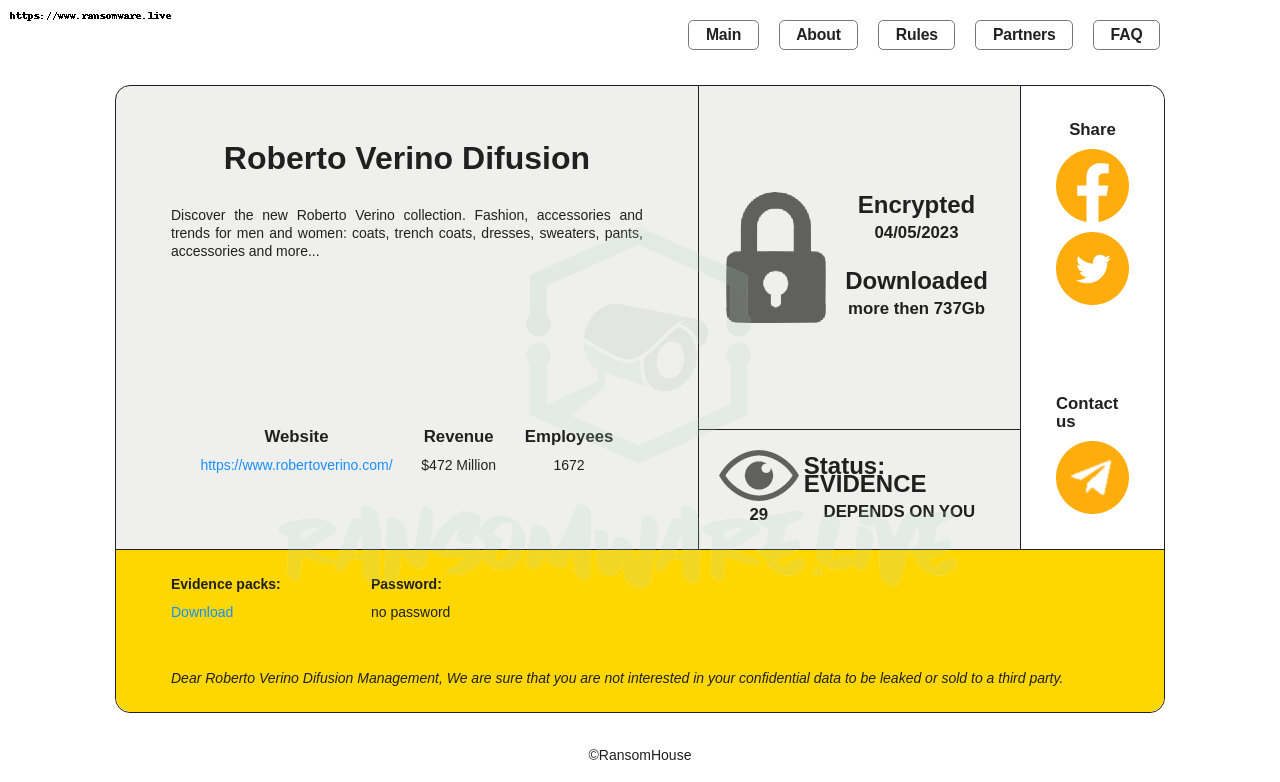 https://www.ransomware.live
Main
About
Rules
Partners
FAQ
Roberto Verino Difusion
Discover the new Roberto Verino collection. Fashion, accessories and
trends for men and women: coats, trench coats, dresses, sweaters, pants,
accessories and more...
Website
Revenue
Employees
https://www.robertoverino.com/
$472 Million
1672
Encrypted
04/05/2023
Downloaded
more then 737Gb
Status:
EVIDENCE
DEPENDS ON YOU
29
Share
Contact
us
RANSOMWARE.LIVE
Evidence packs:
Password:
Download
no password
Dear Roberto Verino Difusion Management, We are sure that you are not interested in your confidential data to be leaked or sold to a third party.
©RansomHouse